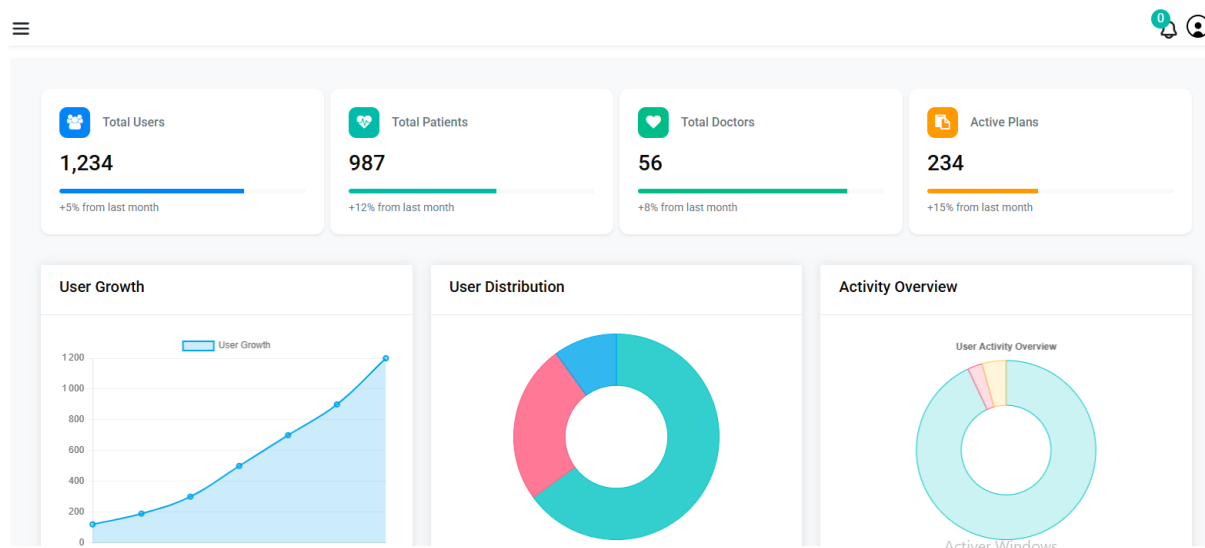 0
Total Users
1,234
+5% from last month
Total Patients
987
+12% from last month
Total Doctors
56
+8% from last month
Active Plans
234
+15% from last month
User Growth
User Growth
1 200
1 000
800
600
400
200
0
User Distribution
Activity Overview
User Activity Overview
Activer Windows